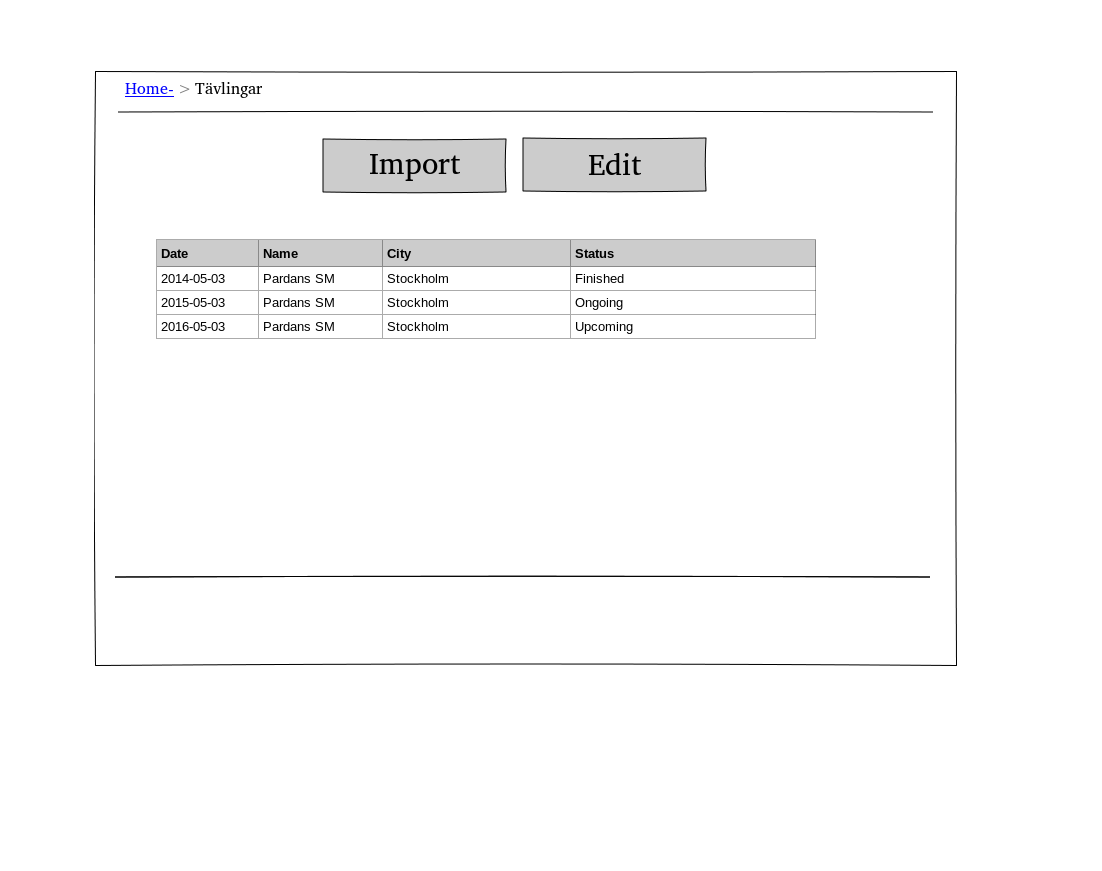 Home- > Tävlingar
Import Edit
Date Name City Status
2014-05-03 Pardans SM Stockholm Finished
2015-05-03 Pardans SM Stockholm Ongoing
2016-05-03 Pardans SM Stockholm Upcoming